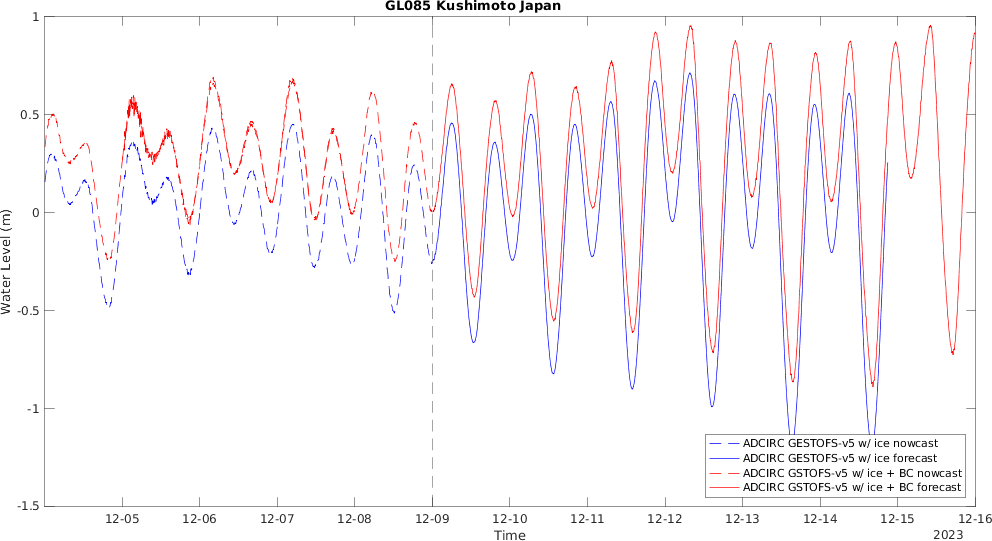 GL085 Kushimoto Japan
1
0.5
0
-0.5
-1
-1.5
Water Level (m)
ADCIRC GESTOFS-v5 w/ ice nowcast
ADCIRC GESTOFS-v5 w/ ice forecast
ADCIRC GSTOFS-v5 w/ ice + BC nowcast
ADCIRC GSTOFS-v5 w/ ice + BC forecast
12-05 12-06 12-07 12-08 12-09 12-10 12-11 12-12 12-13 12-14 12-15 12-16
Time
2023